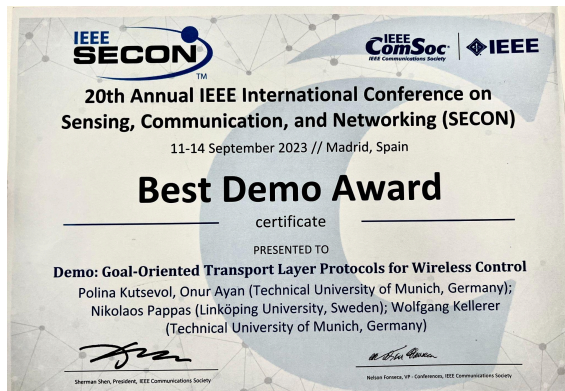 IEEE
SECON
TM
IEEE
ComSoc
IEEE Communications Society
IEEE
20th Annual IEEE International Conference on
Sensing, Communication, and Networking (SECON)
11-14 September 2023 // Madrid, Spain
Best Demo Award
certificate
PRESENTED TO
Demo: Goal-Oriented Transport Layer Protocols for Wireless Control
Polina Kutsevol, Onur Ayan (Technical University of Munich, Germany);
Nikolaos Pappas (Linköping University, Sweden); Wolfgang Kellerer
(Technical University of Munich, Germany)
Sherman Shen, President, IEEE Communications Society
Nelson Fonseca, VP - Conferences, IEEE Communications Society